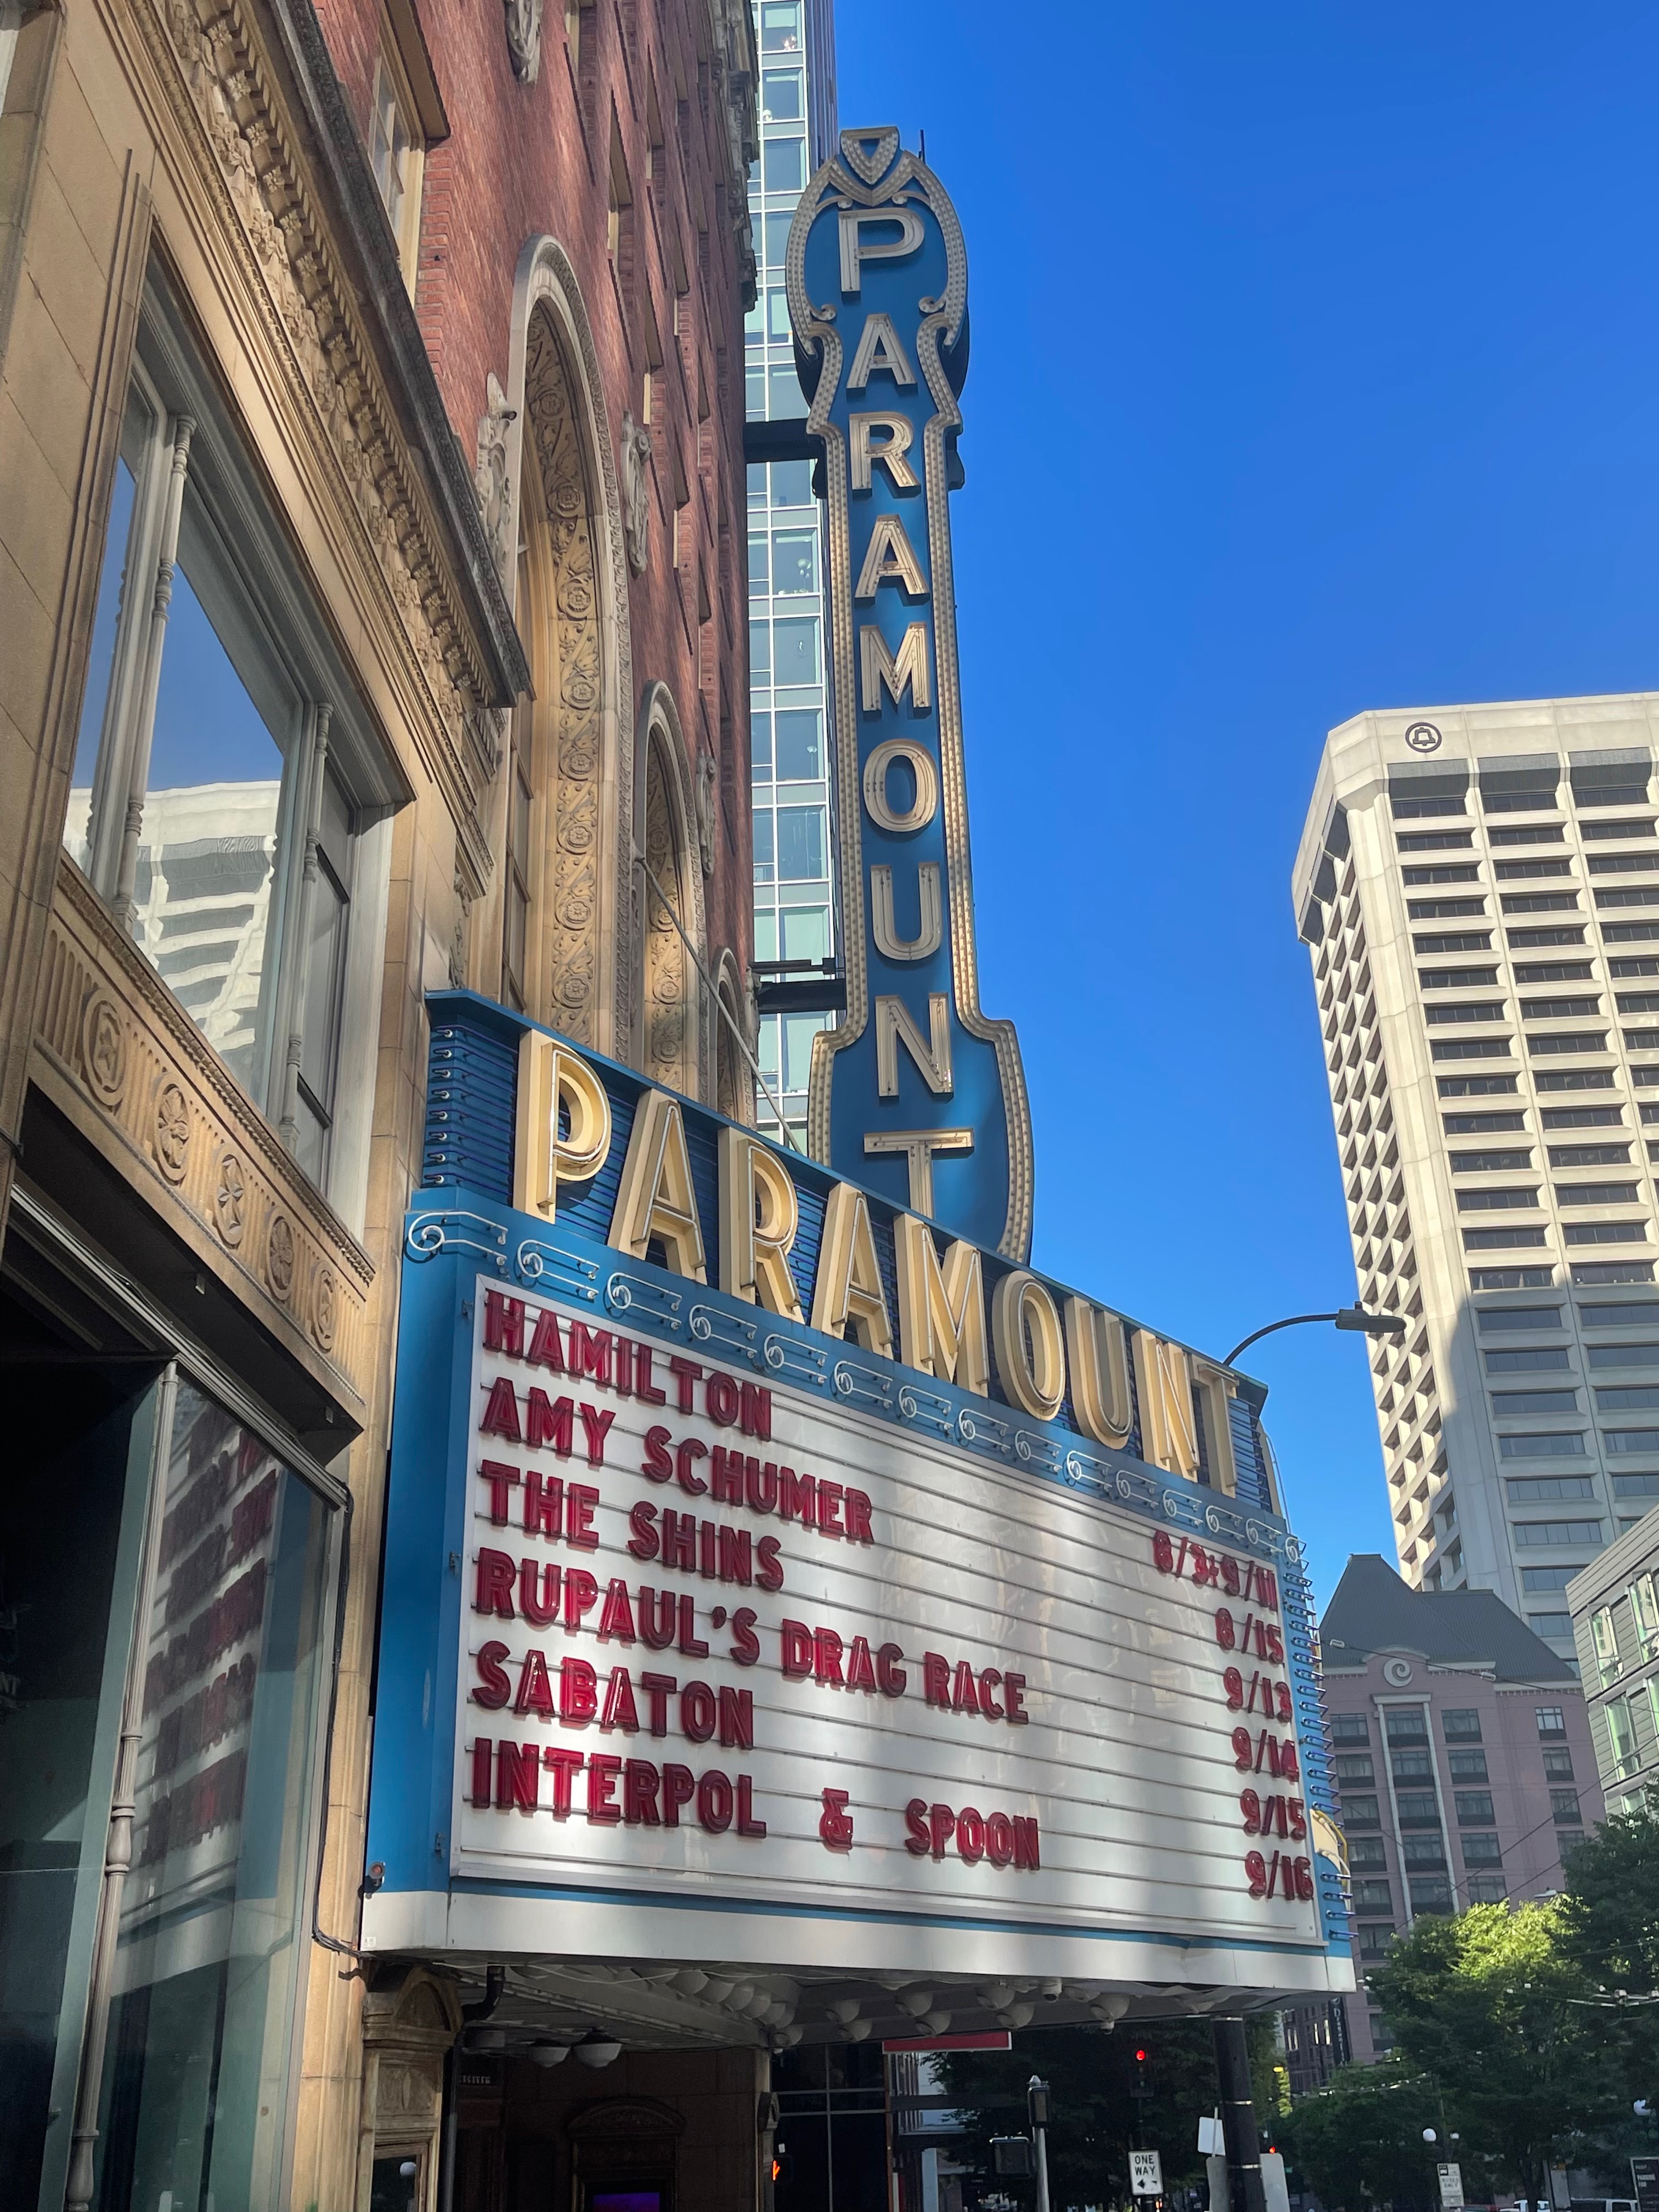 PARAMOUNT
PARAMOUNT
HAMILTON 8/3-9/11
AMY SCHUMER 8/15
THE SHINS 9/13
RUPAUL'S DRAG RACE 9/14
SABATON 9/15
INTERPOL & SPOON 9/16
ONE
WAY